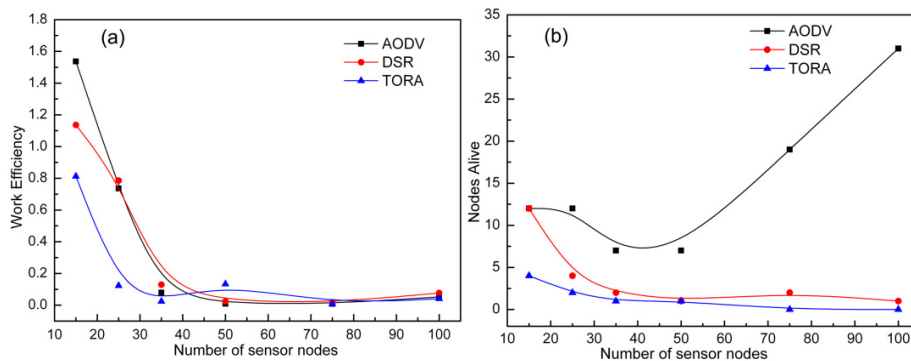 (a)
AODV
DSR
TORA
1.8
1.6
1.4
1.2
1.0
0.8
0.6
0.4
0.2
0.0
Work Efficiency
10 20 30 40 50 60 70 80 90 100
Number of sensor nodes
(b)
AODV
DSR
TORA
35
30
25
20
15
10
5
0
Nodes Alive
10 20 30 40 50 60 70 80 90 100
Number of sensor nodes